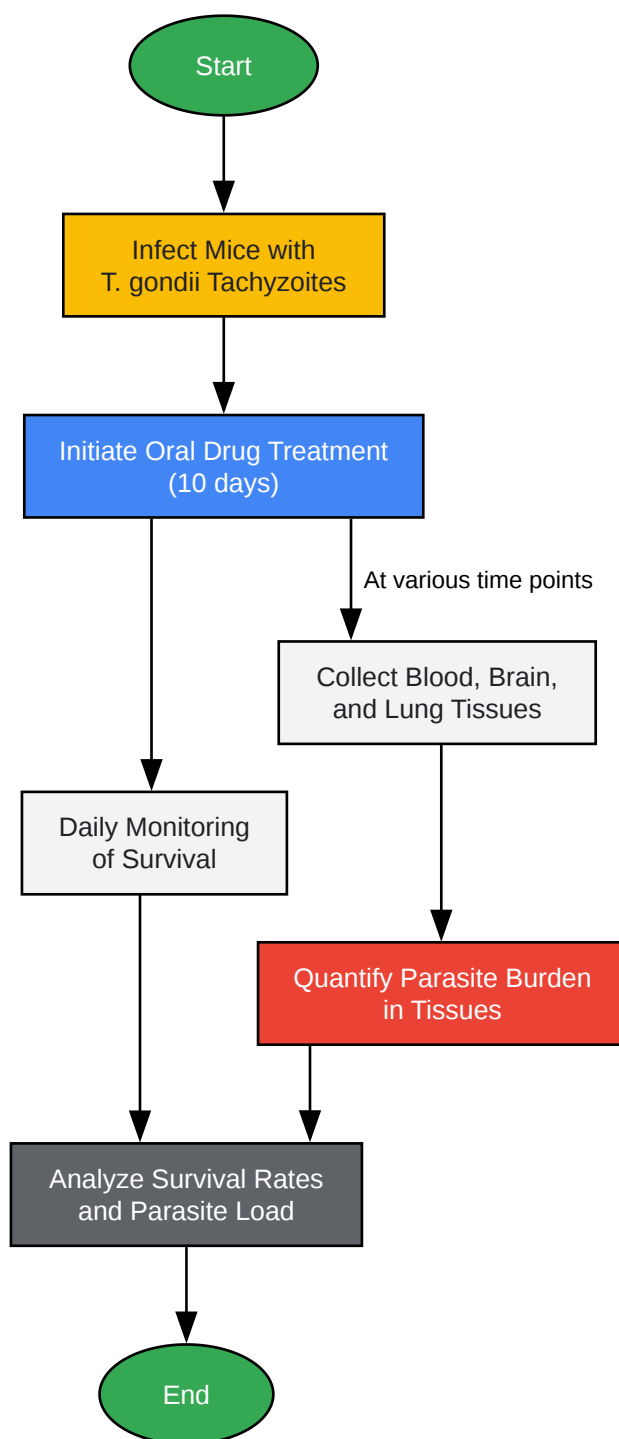 Start
Infect Mice with
T. gondii Tachyzoites
Initiate Oral Drug Treatment
(10 days)
At various time points
Collect Blood, Brain,
and Lung Tissues
Daily Monitoring
of Survival
Quantify Parasite Burden
in Tissues
Analyze Survival Rates
and Parasite Load
End